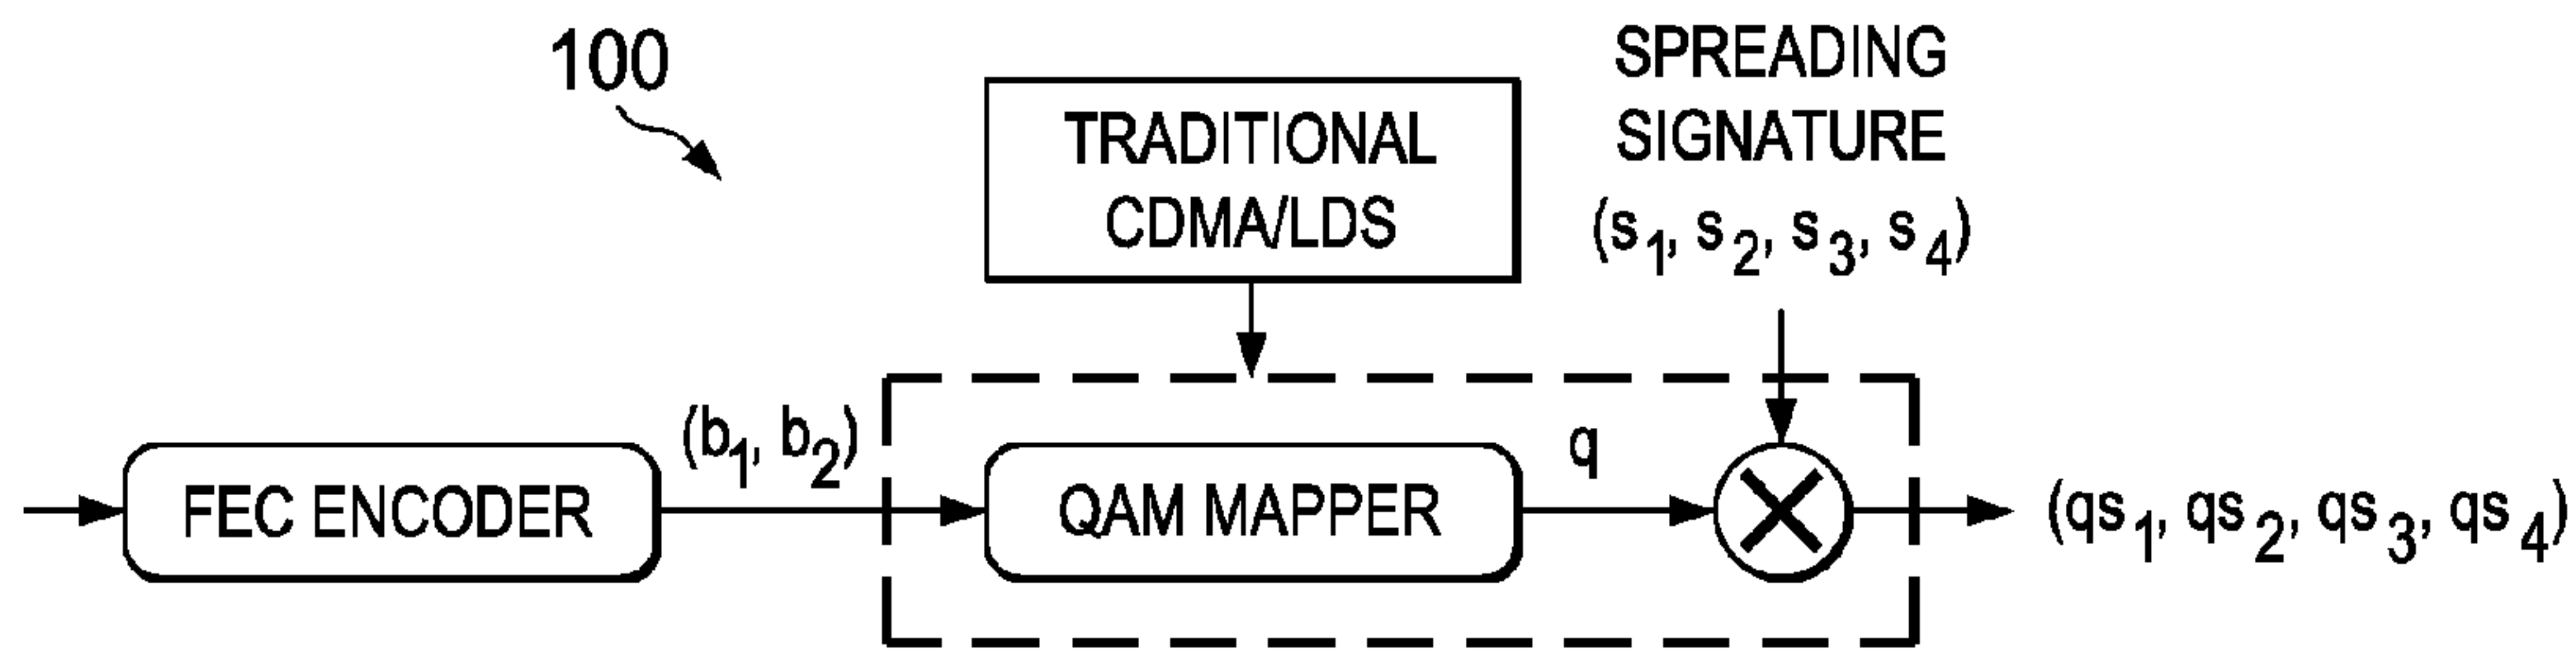 100
TRADITIONAL
CDMA/LDS
SPREADING
SIGNATURE
(s1, s2, s3, s4)
FEC ENCODER
(b1, b2)
QAM MAPPER
q
(qs1, qs2, qs3, qs4)